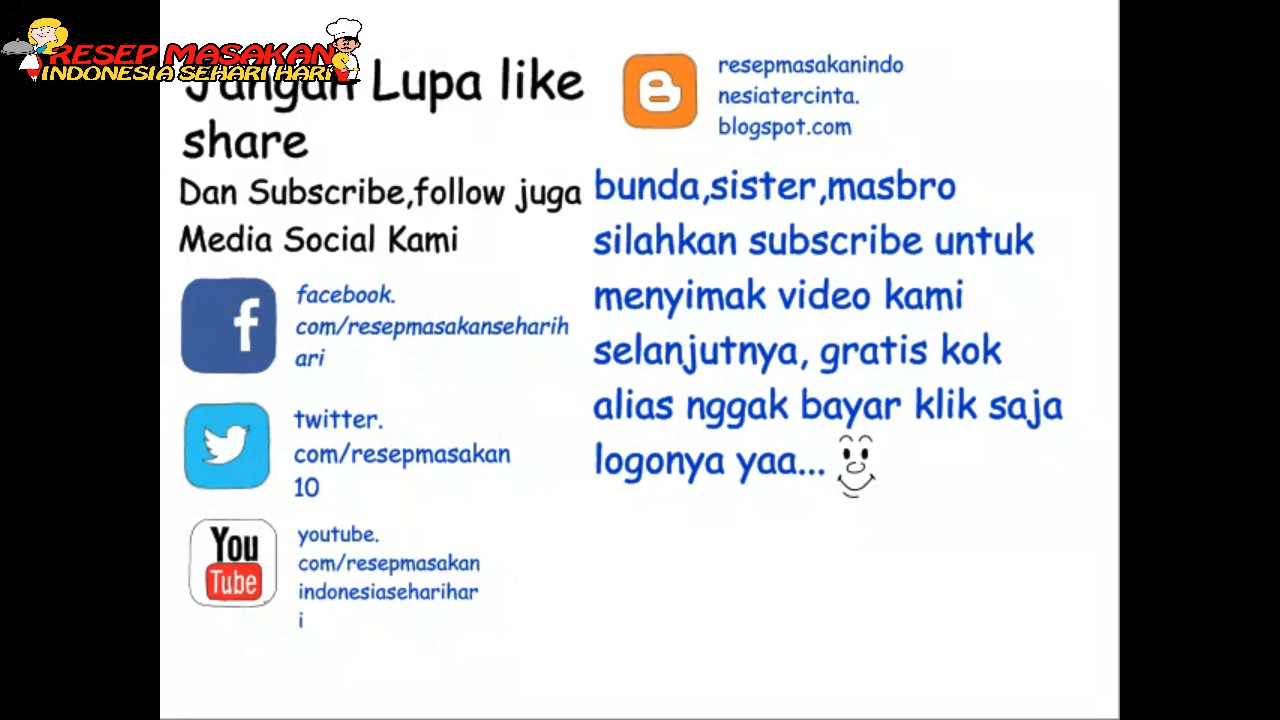 RESEP MASAKAN
INDONESIA SEHARI HARI
Jangan Lupa like
share
Dan Subscribe,follow juga
Media Social Kami
facebook.
com/resepmasakanseharih
ari
twitter.
com/resepmasakan
10
You
Tube
youtube.
com/resepmasakan
indonesiaseharihar
i
resepmasakanindo
nesiatercinta.
blogspot.com
bunda,sister,masbro
silahkan subscribe untuk
menyimak video kami
selanjutnya, gratis kok
alias nggak bayar klik saja
logonya yaa...